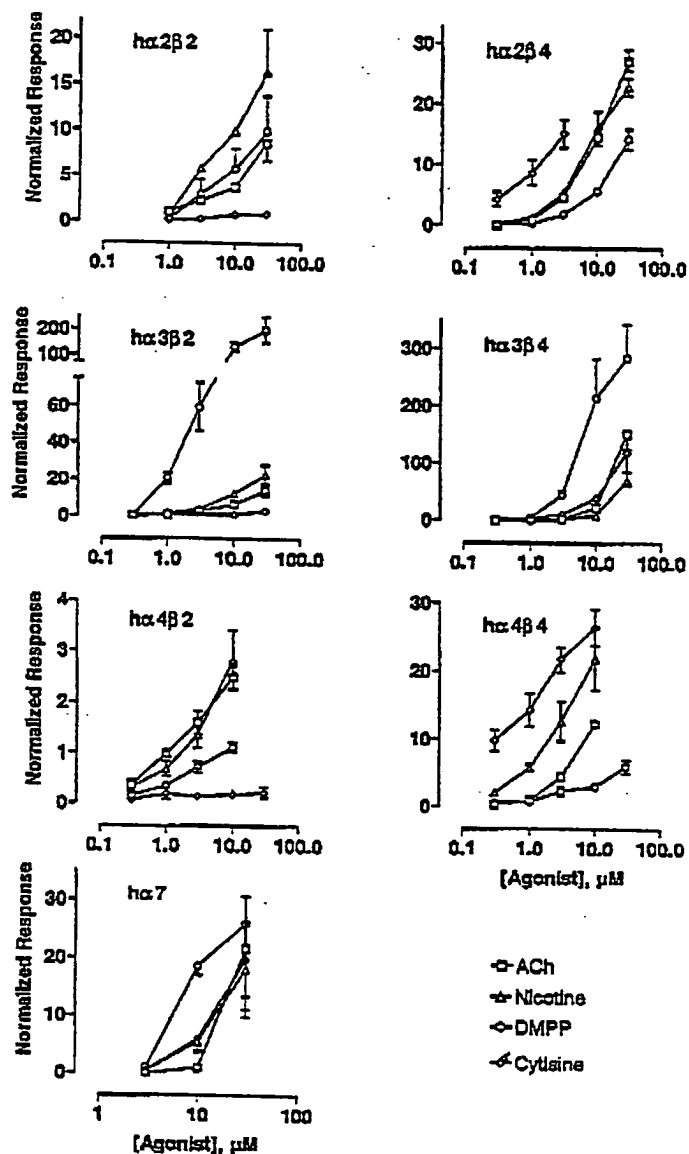 Normalized Response
hα2β2
20
15
10
5
0
0.1 1.0 10.0 100.0
hα2β4
30
20
10
0
0.1 1.0 10.0 100.0
Normalized Response
hα3β2
200
100
60
40
20
0
0.1 1.0 10.0 100.0
hα3β4
300
200
100
0
0.1 1.0 10.0 100.0
Normalized Response
hα4β2
4
3
2
1
0
0.1 1.0 10.0 100.0
hα4β4
30
20
10
0
0.1 1.0 10.0 100.0
[Agonist], μM
Normalized Response
hα7
30
20
10
0
1 10 100
[Agonist], μM
ACh
Nicotine
DMPP
Cytisine